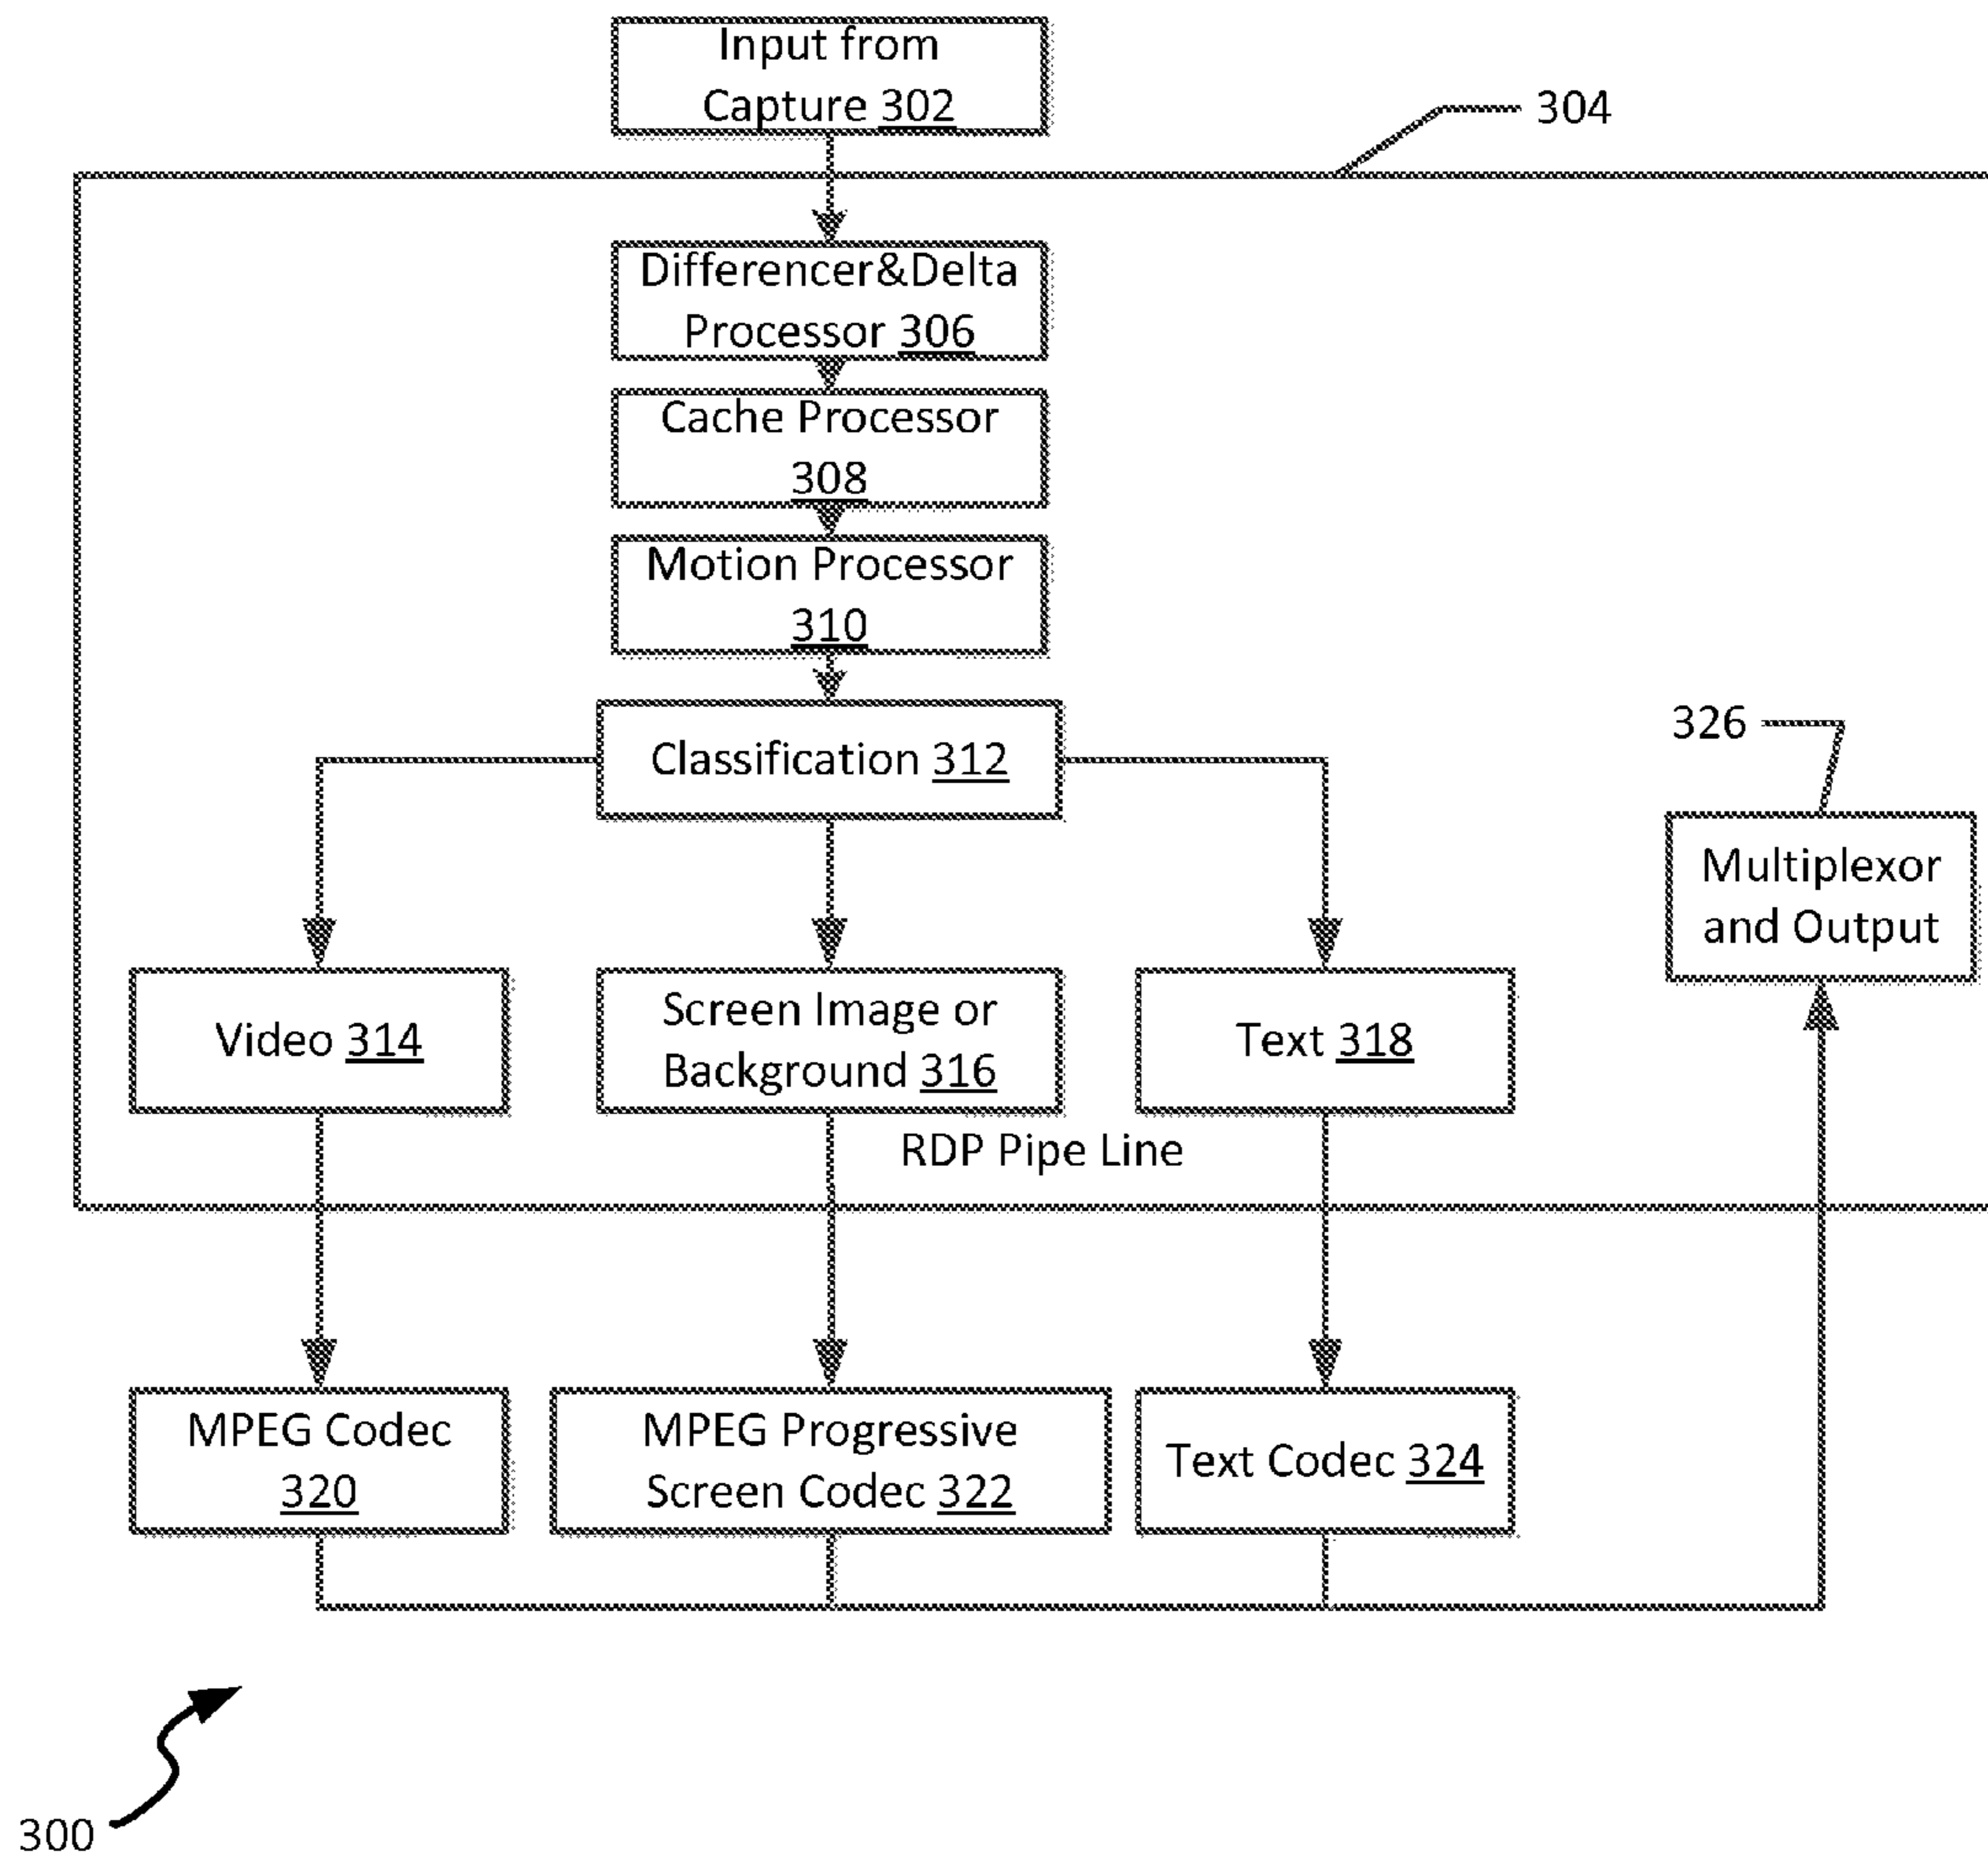 Input from
Capture 302
304
Differencer&Delta
Processor 306
Cache Processor
308
Motion Processor
310
Classification 312
326
Multiplexor
and Output
Video 314
Screen Image or
Background 316
Text 318
RDP Pipe Line
MPEG Codec
320
MPEG Progressive
Screen Codec 322
Text Codec 324
300